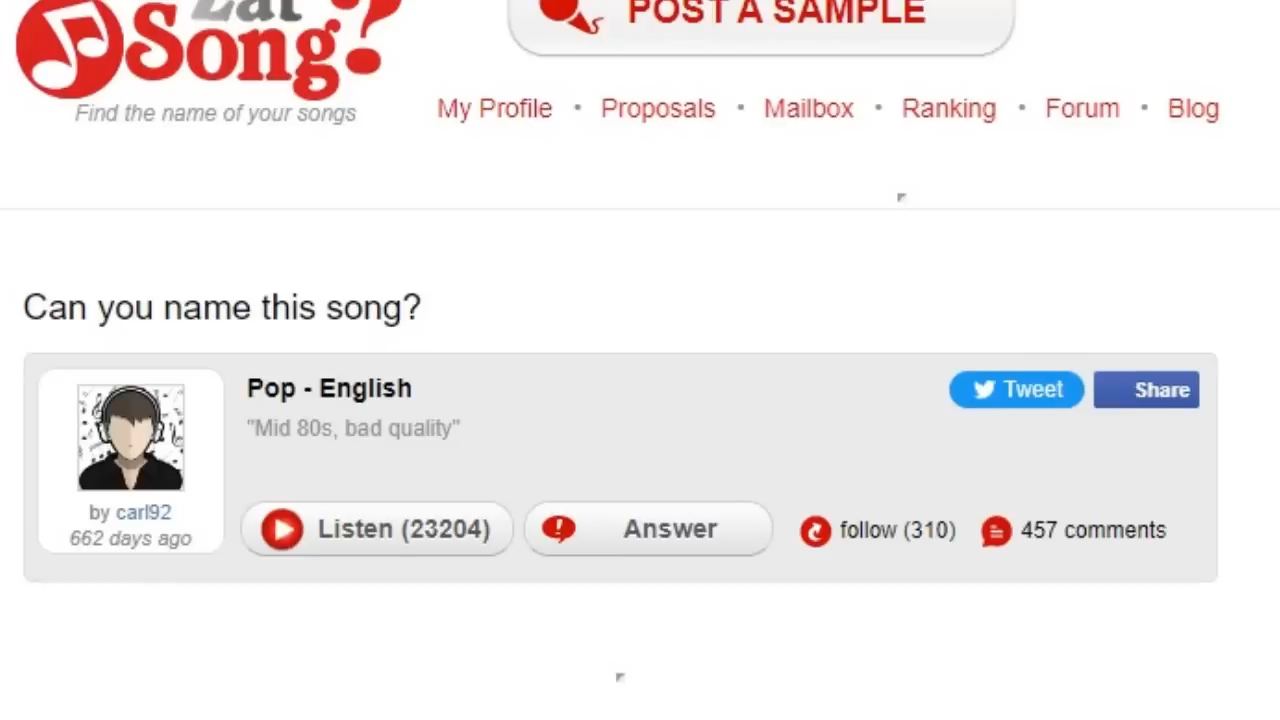 Zat
Song?
Find the name of your songs
POST A SAMPLE
My Profile • Proposals • Mailbox • Ranking • Forum • Blog
Can you name this song?
Pop - English
"Mid 80s, bad quality"
Tweet
Share
by carl92
662 days ago
Listen (23204)
Answer
follow (310)
457 comments